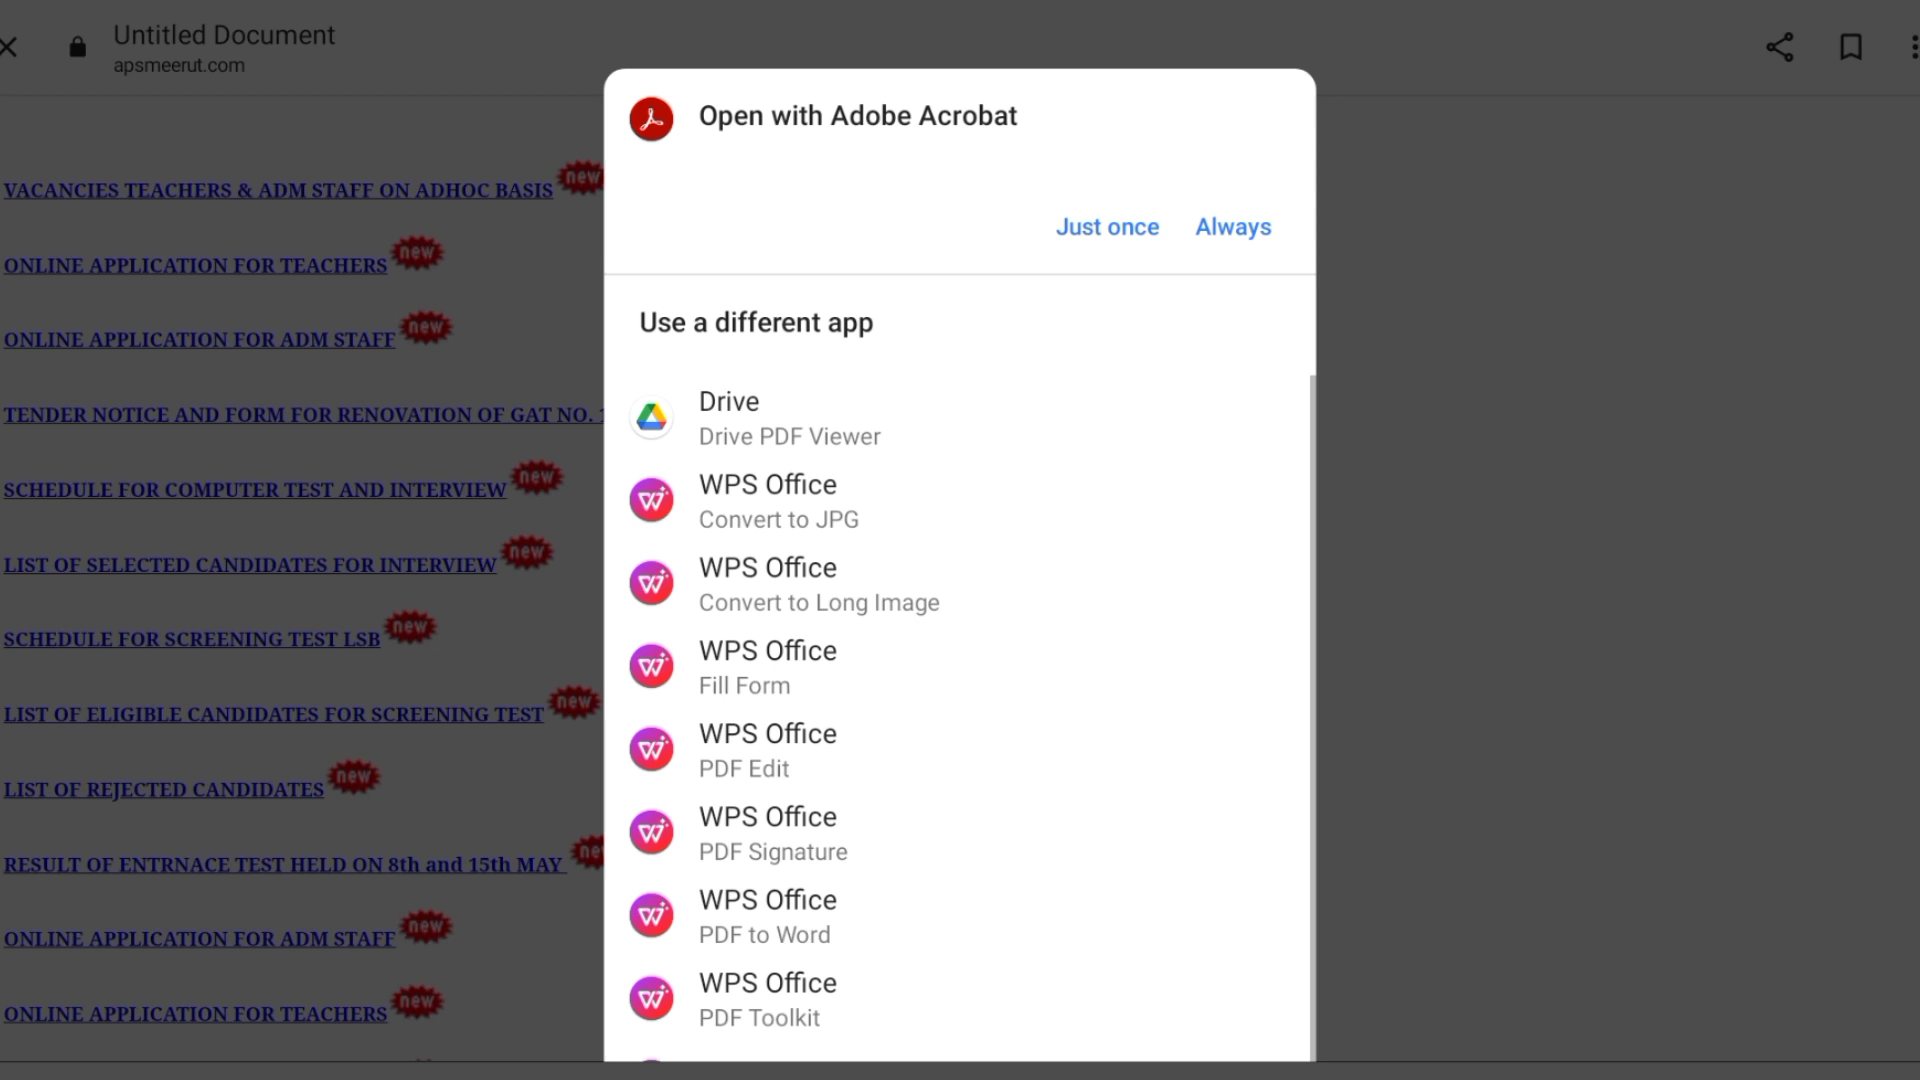 Untitled Document
apsmeerut.com
VACANCIES TEACHERS & ADM STAFF ON ADHOC BASIS new
ONLINE APPLICATION FOR TEACHERS new
ONLINE APPLICATION FOR ADM STAFF new
TENDER NOTICE AND FORM FOR RENOVATION OF GAT NO.
SCHEDULE FOR COMPUTER TEST AND INTERVIEW new
LIST OF SELECTED CANDIDATES FOR INTERVIEW new
SCHEDULE FOR SCREENING TEST LSB new
LIST OF ELIGIBLE CANDIDATES FOR SCREENING TEST new
LIST OF REJECTED CANDIDATES new
RESULT OF ENTRNACE TEST HELD ON 8th and 15th MAY
ONLINE APPLICATION FOR ADM STAFF new
ONLINE APPLICATION FOR TEACHERS new
Open with Adobe Acrobat
Just once Always
Use a different app
Drive
Drive PDF Viewer
WPS Office
Convert to JPG
WPS Office
Convert to Long Image
WPS Office
Fill Form
WPS Office
PDF Edit
WPS Office
PDF Signature
WPS Office
PDF to Word
WPS Office
PDF Toolkit